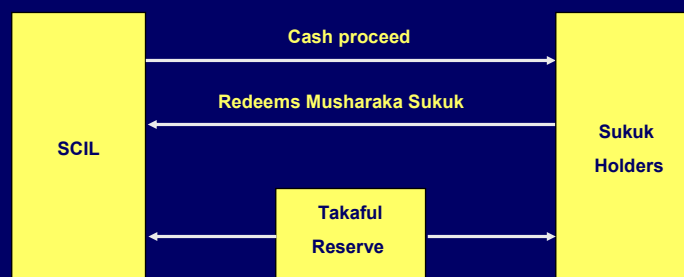 Cash proceed
Redeems Musharaka Sukuk
SCIL
Sukuk
Holders
Takaful
Reserve